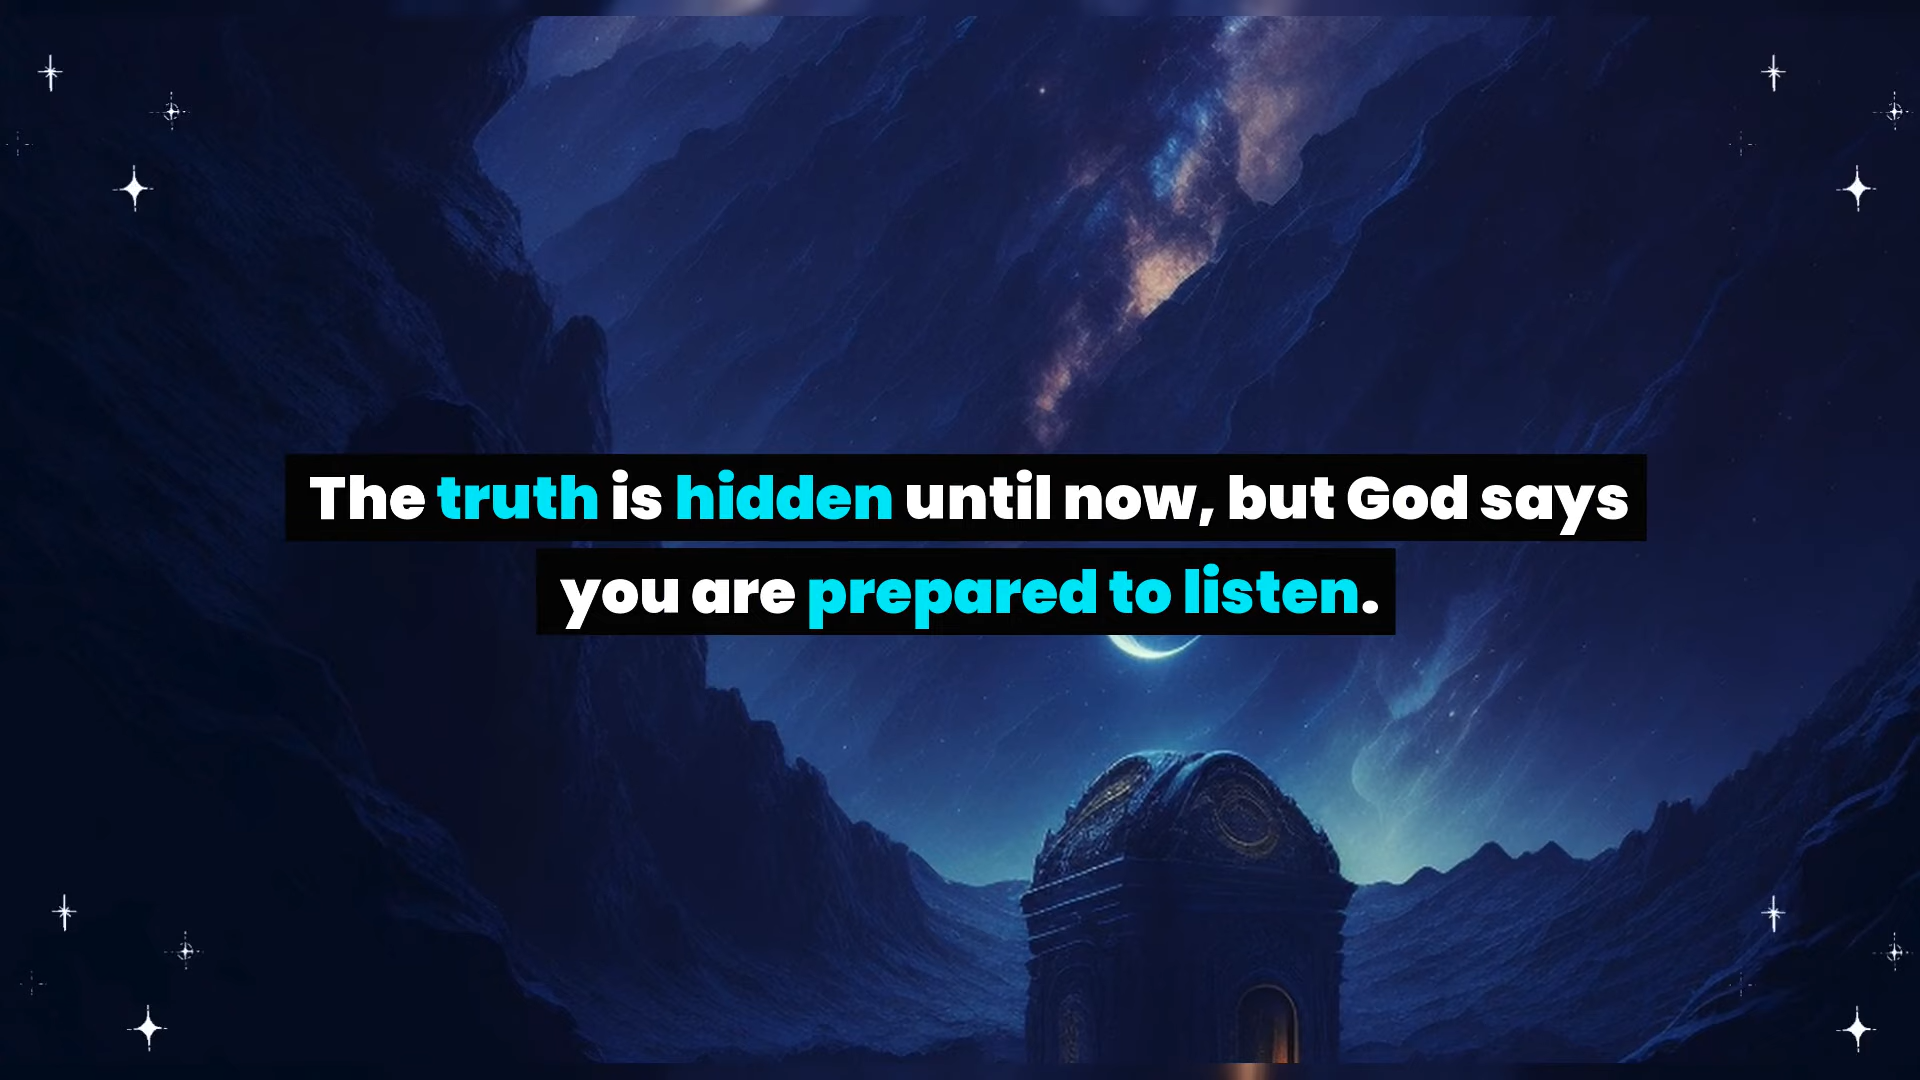 The truth is hidden until now, but God says
you are prepared to listen.